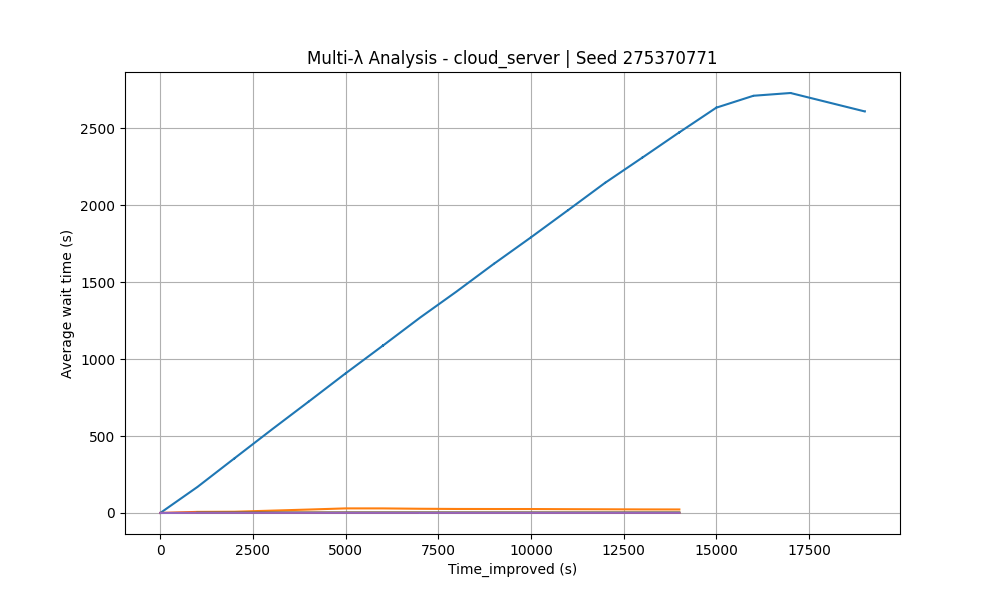 Multi-λ Analysis - cloud_server | Seed 275370771
Average wait time (s)
2500
2000
1500
1000
500
0
0 2500 5000 7500 10000 12500 15000 17500
Time_improved (s)